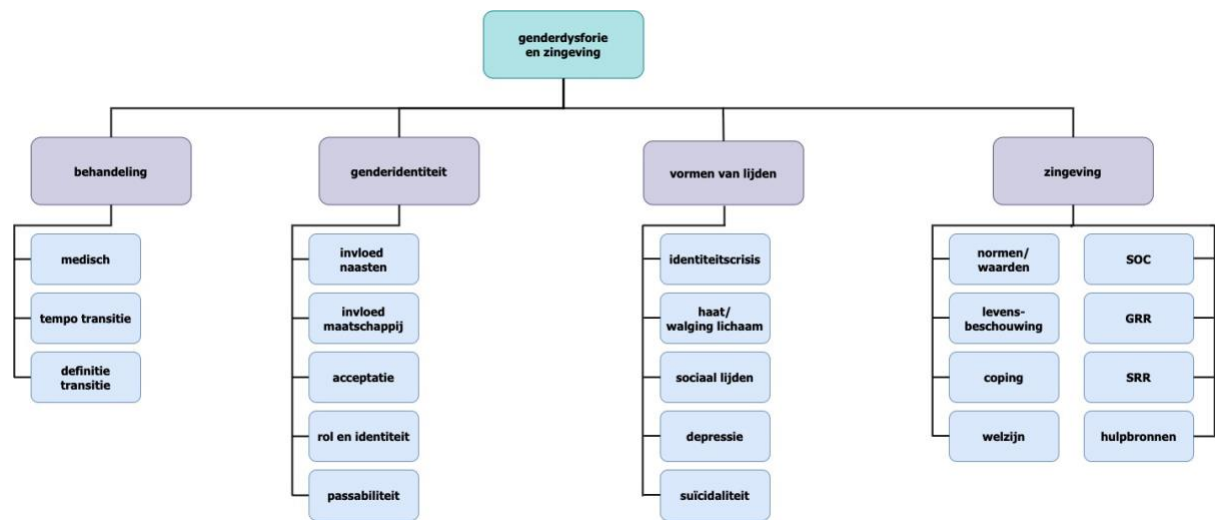 genderdysforie
en zingeving
behandeling
genderidentiteit
vormen van lijden
zingeving
medisch
tempo transitie
definitie
transitie
invloed
naasten
invloed
maatschappij
acceptatie
rol en identiteit
passabiliteit
identiteitscrisis
haat/
walging lichaam
sociaal lijden
depressie
suïcidaliteit
normen/
waarden
levens-
beschouwing
coping
welzijn
SOC
GRR
SRR
hulpbronnen